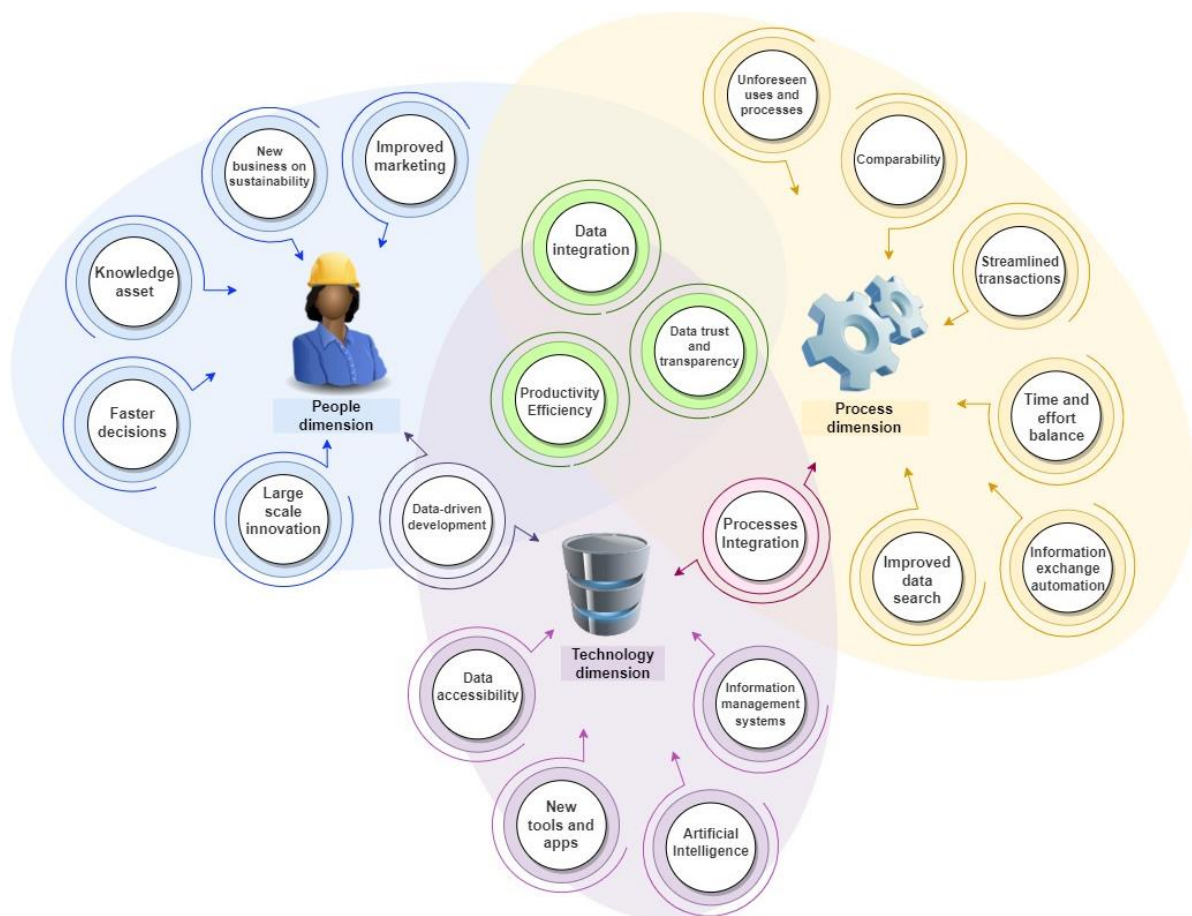 Unforeseen
uses and
processes
New
business on
sustainability
Improved
marketing
Comparability
Data
integration
Knowledge
asset
Streamlined
transactions
Data trust
and
transparency
Productivity
Efficiency
People
dimension
Process
dimension
Faster
decisions
Time and
effort
balance
Large
scale
innovation
Data-driven
development
Processes
Integration
Improved
data
search
Information
exchange
automation
Technology
dimension
Data
accessibility
Information
management
systems
New
tools and
apps
Artificial
Intelligence